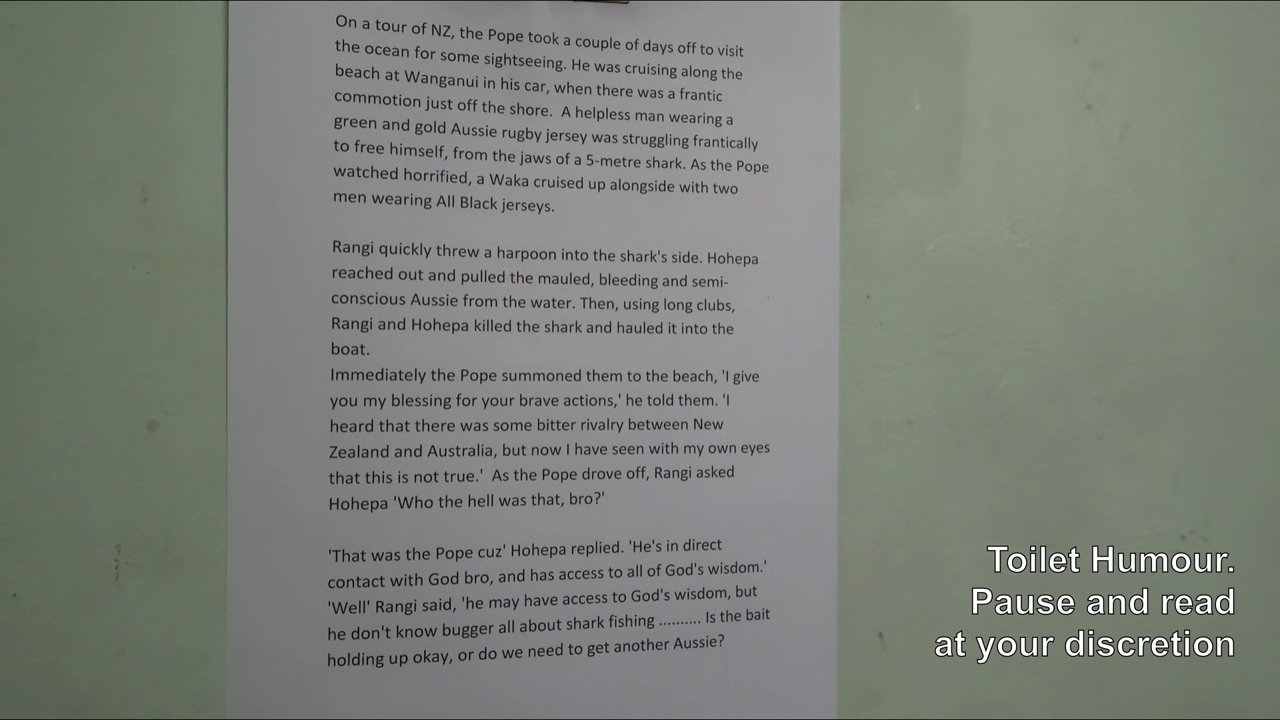 On a tour of NZ, the Pope took a couple of days off to visit
the ocean for some sightseeing. He was cruising along the
beach at Wanganui in his car, when there was a frantic
commotion just off the shore.  A helpless man wearing a
green and gold Aussie rugby jersey was struggling frantically
to free himself, from the jaws of a 5-metre shark. As the Pope
watched horrified, a Waka cruised up alongside with two
men wearing All Black jerseys.
Rangi quickly threw a harpoon into the shark's side. Hohepa
reached out and pulled the mauled, bleeding and semi-
conscious Aussie from the water. Then, using long clubs,
Rangi and Hohepa killed the shark and hauled it into the
boat.
Immediately the Pope summoned them to the beach, 'I give
you my blessing for your brave actions,' he told them. 'I
heard that there was some bitter rivalry between New
Zealand and Australia, but now I have seen with my own eyes
that this is not true.'  As the Pope drove off, Rangi asked
Hohepa 'Who the hell was that, bro?'
'That was the Pope cuz' Hohepa replied. 'He's in direct
contact with God bro, and has access to all of God's wisdom.'
'Well' Rangi said, 'he may have access to God's wisdom, but
he don't know bugger all about shark fishing .......... Is the bait
holding up okay, or do we need to get another Aussie?
Toilet Humour.
Pause and read
at your discretion